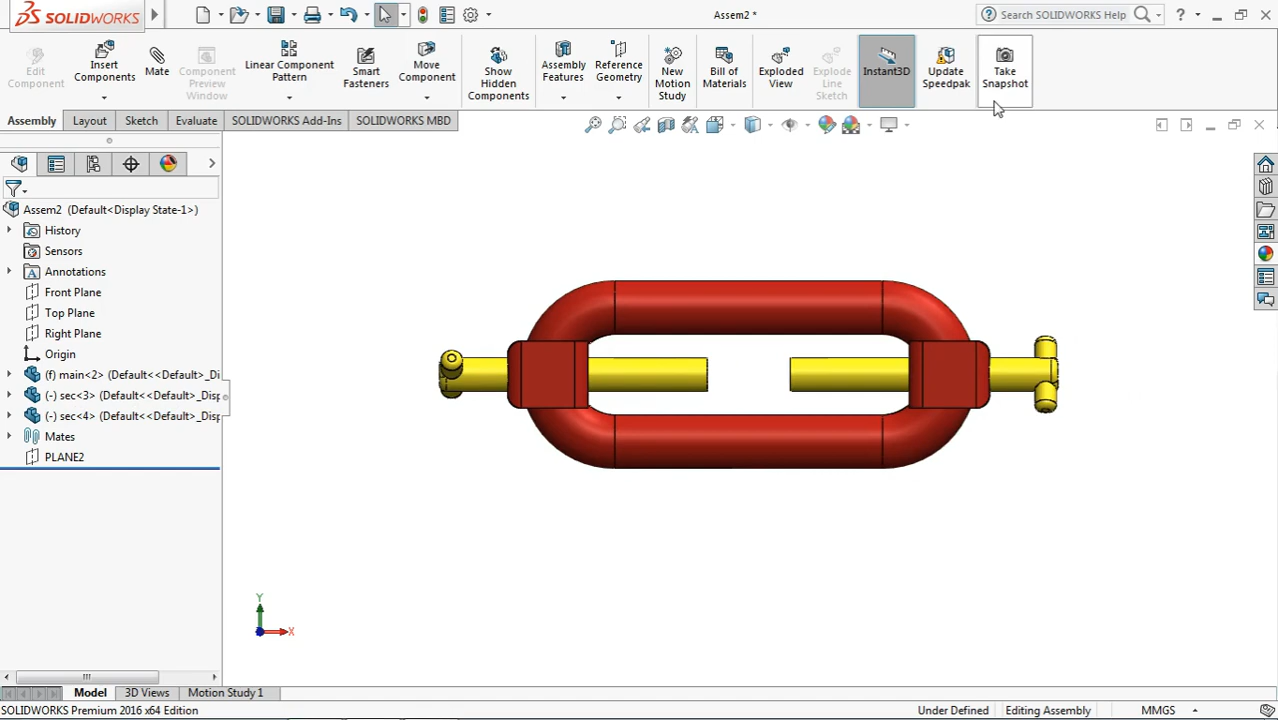 SOLIDWORKS
Assem2 *
Search SOLIDWORKS Help
Edit Component
Insert Components
Mate
Component Preview Window
Linear Component Pattern
Smart Fasteners
Move Component
Show Hidden Components
Assembly Features
Reference Geometry
New Motion Study
Bill of Materials
Exploded View
Explode Line Sketch
Instant3D
Update Speedpak
Take Snapshot
Assembly
Layout
Sketch
Evaluate
SOLIDWORKS Add-Ins
SOLIDWORKS MBD
Assem2 (Default<Display State-1>)
History
Sensors
Annotations
Front Plane
Top Plane
Right Plane
Origin
(f) main<2> (Default<<Default>_Di
(-) sec<3> (Default<<Default>_Disp
(-) sec<4> (Default<<Default>_Disp
Mates
PLANE2
Y
X
Model
3D Views
Motion Study 1
SOLIDWORKS Premium 2016 x64 Edition
Under Defined
Editing Assembly
MMGS